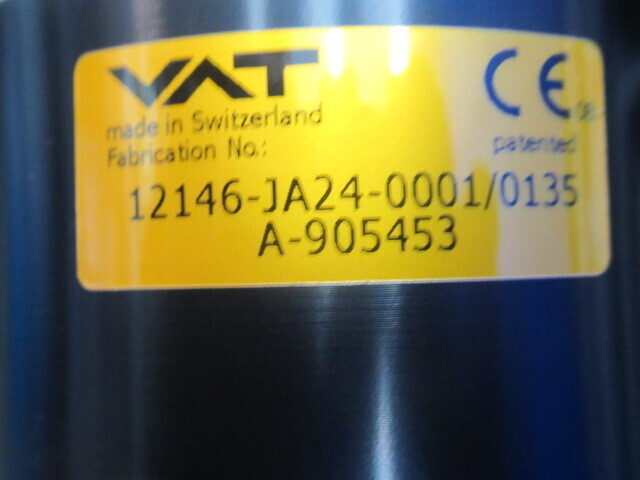 VAT
CE
made in Switzerland
patented
Fabrication No.:
12146-JA24-0001/0135
A-905453